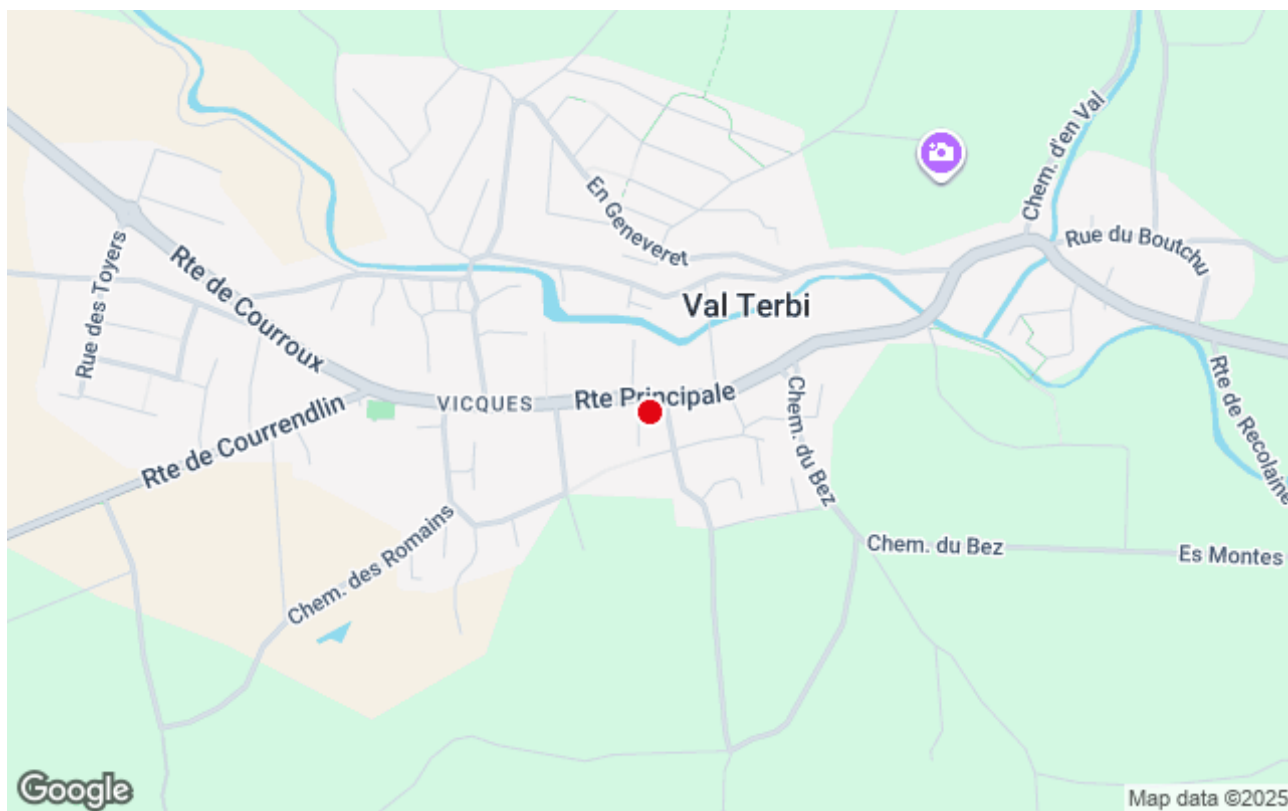 Chem. d'en Val
En Geneveret
Rue du Boutchu
Rue des Toyers
Rte de Courroux
Val Terbi
VICQUES
Rte Principale
Chem. du Bez
Rte de Recolaine
Rte de Courrendlin
Chem. des Romains
Chem. du Bez
Es Montes
Google
Map data ©2025